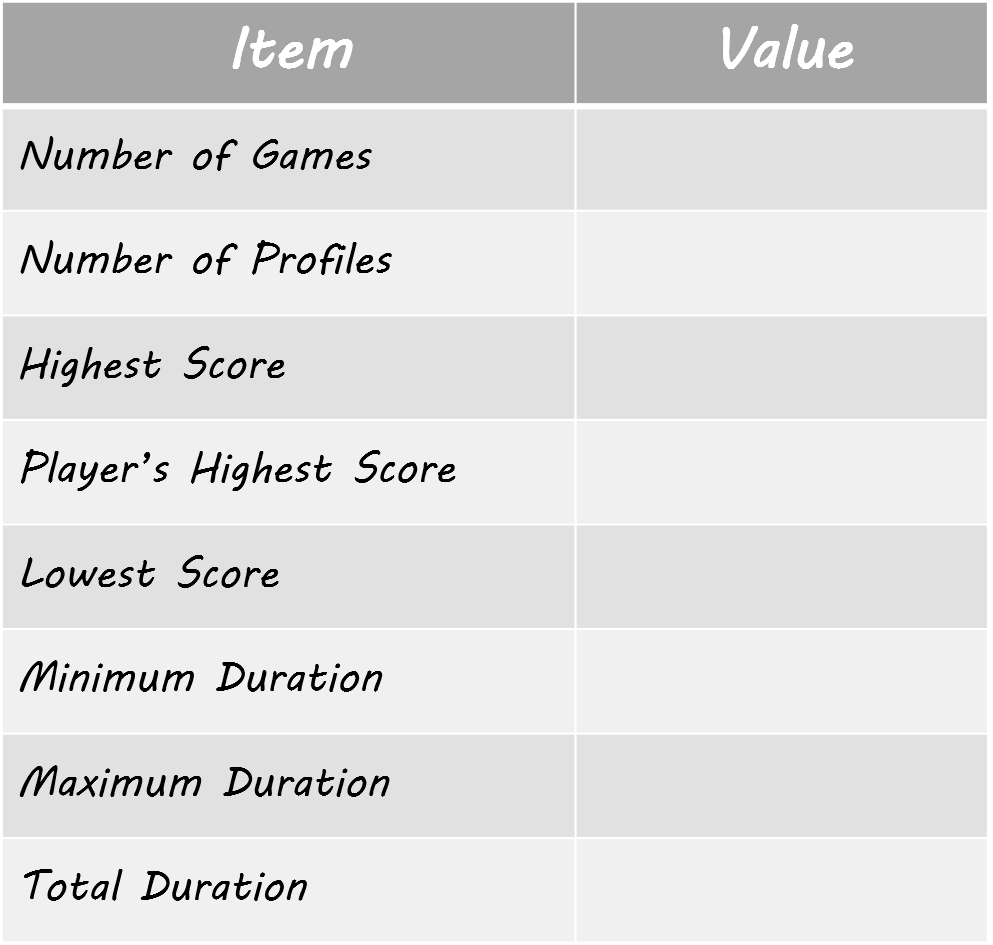 Item Value
Number of Games
Number of Profiles
Highest Score
Player’s Highest Score
Lowest Score
Minimum Duration
Maximum Duration
Total Duration